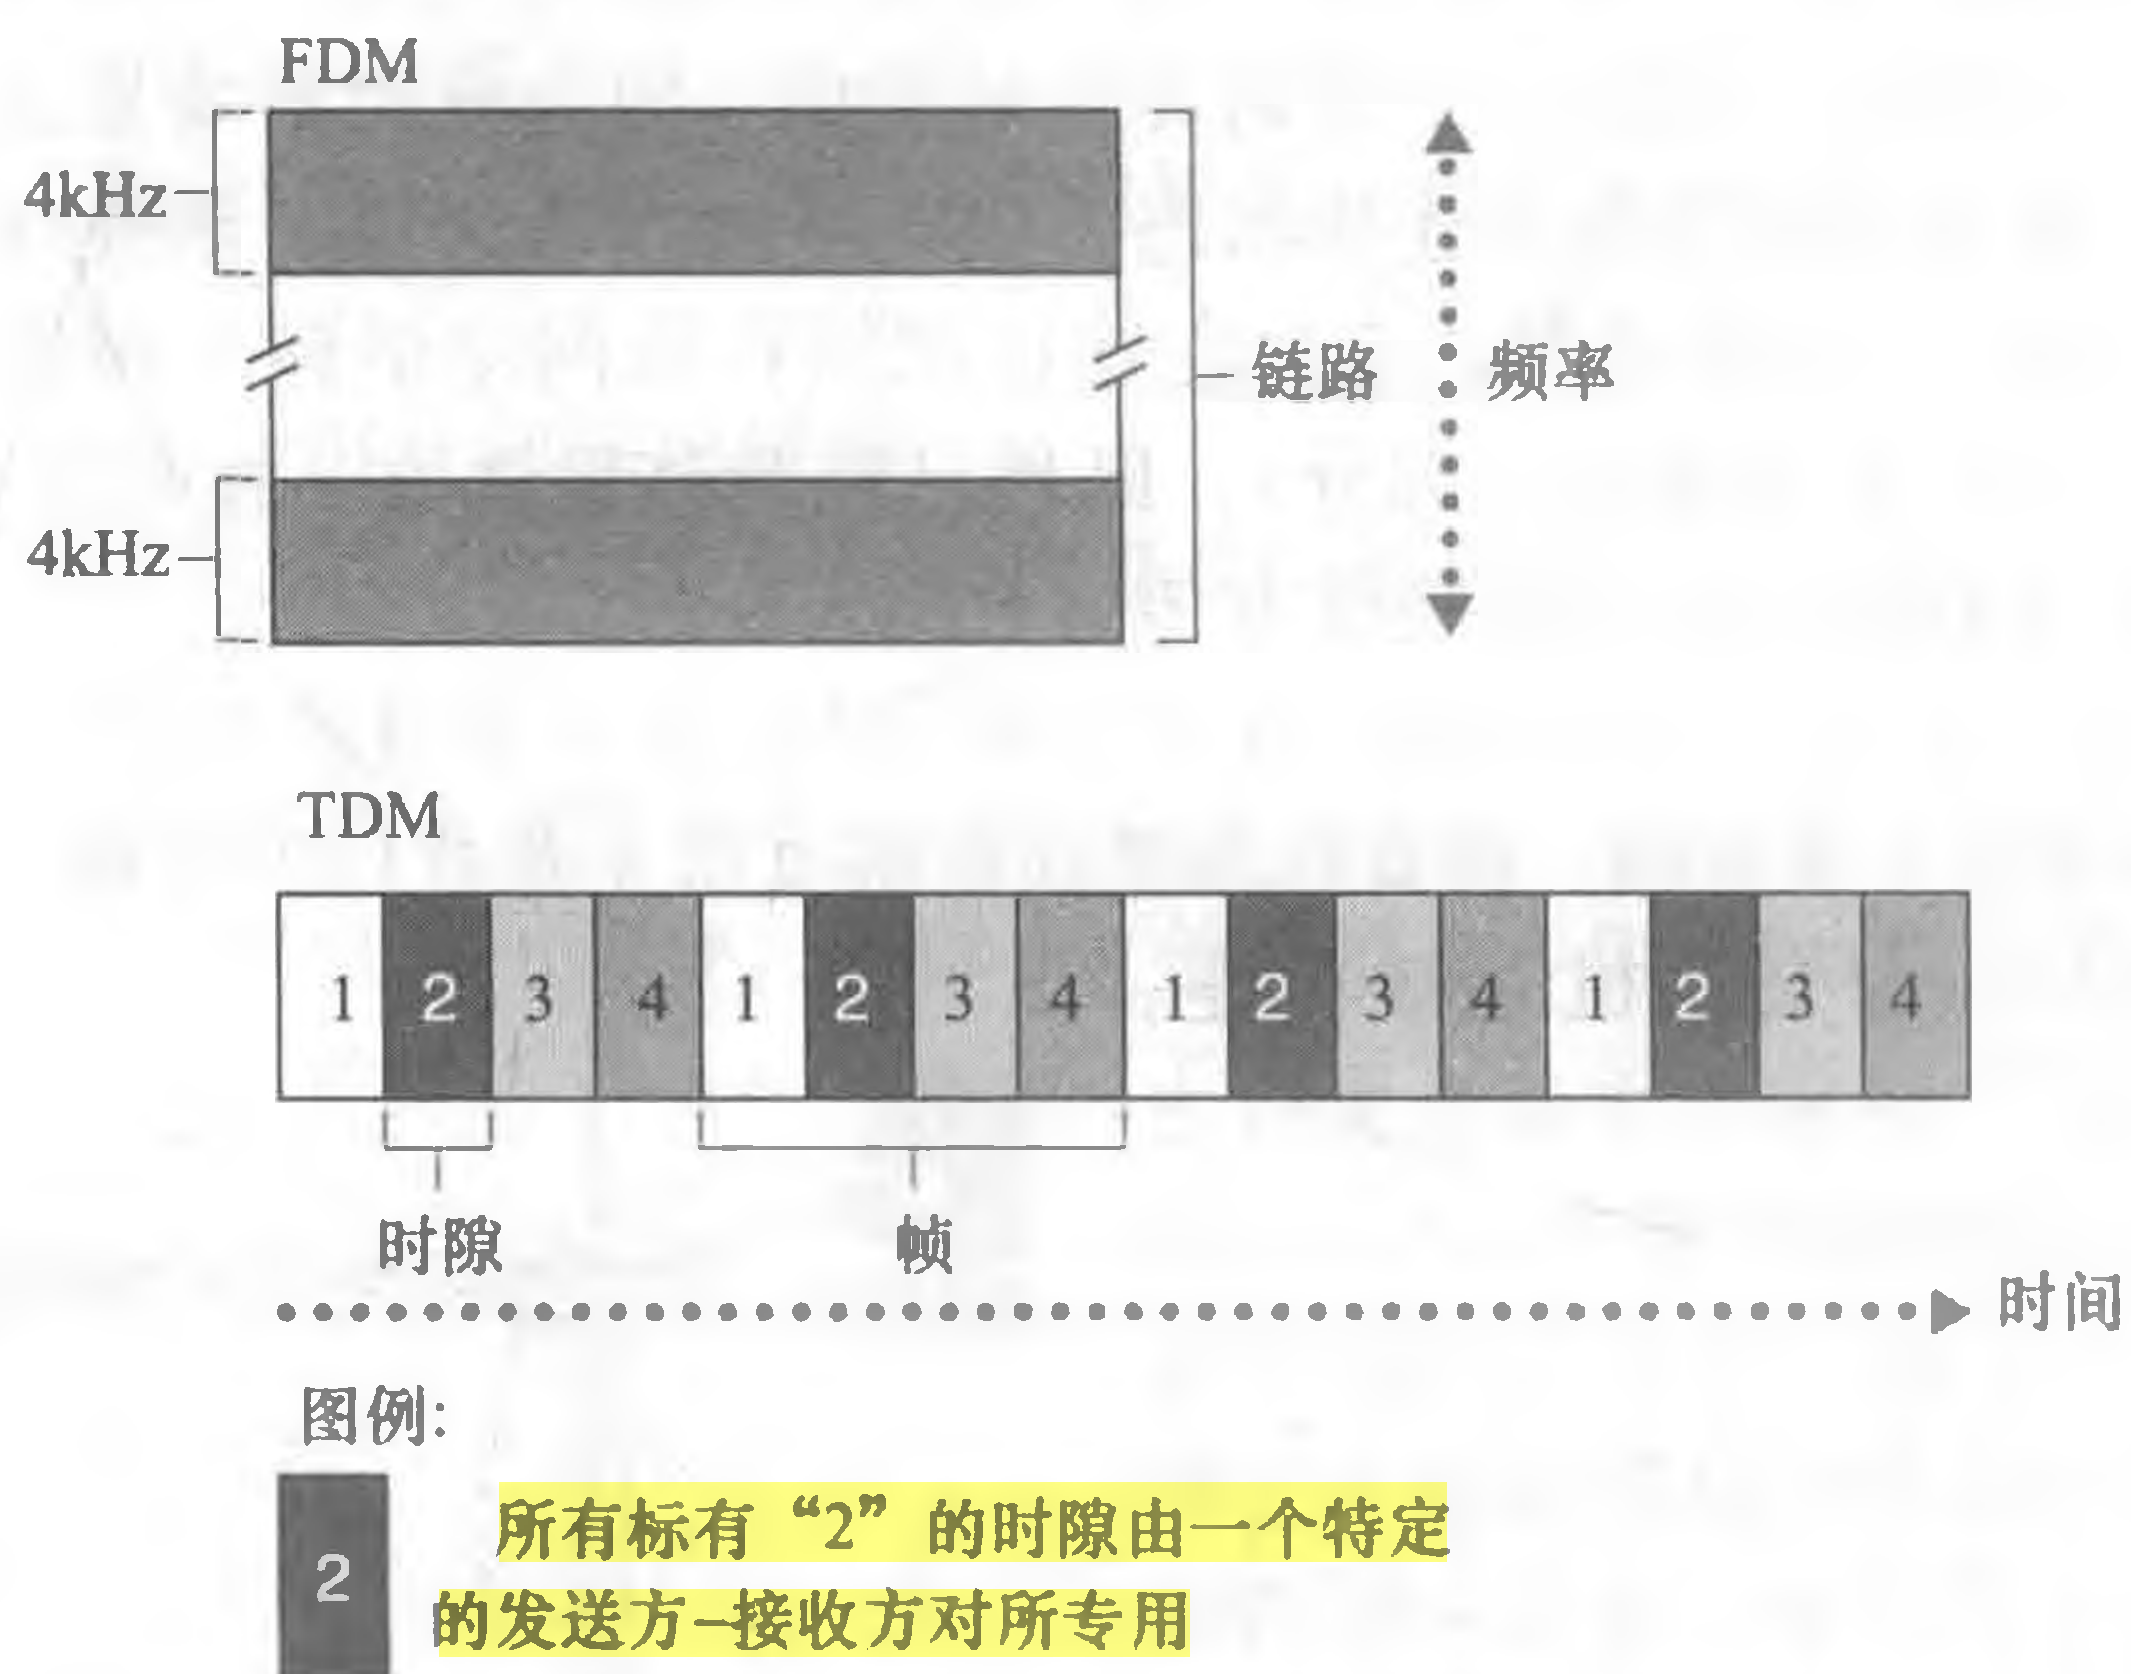 FDM
4kHz
链路
频率
4kHz
TDM
1 2 3 4 1 2 3 4 1 2 3 4 1 2 3 4
时隙
帧
时间
图例:
2
所有标有“2”的时隙由一个特定
的发送方-接收方对所专用